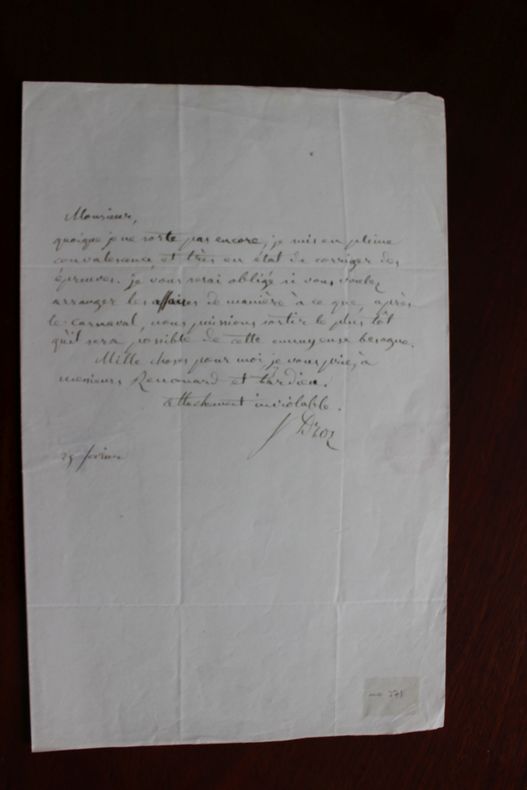 Monsieur,
quoique je ne sorte pas encore, je suis en pleine
convalescence, et très en état de corriger des
épreuves. je vous serai obligé si vous voulez
arranger les affaires de manière à ce que, après
le carnaval, nous puissions sortir le plus tôt
qu'il sera possible de cette ennuyeuse besogne.
Mille choses pour moi je vous prie, à
messieurs Renouard et Tardieu.
attachement inviolable.
J Droz
février